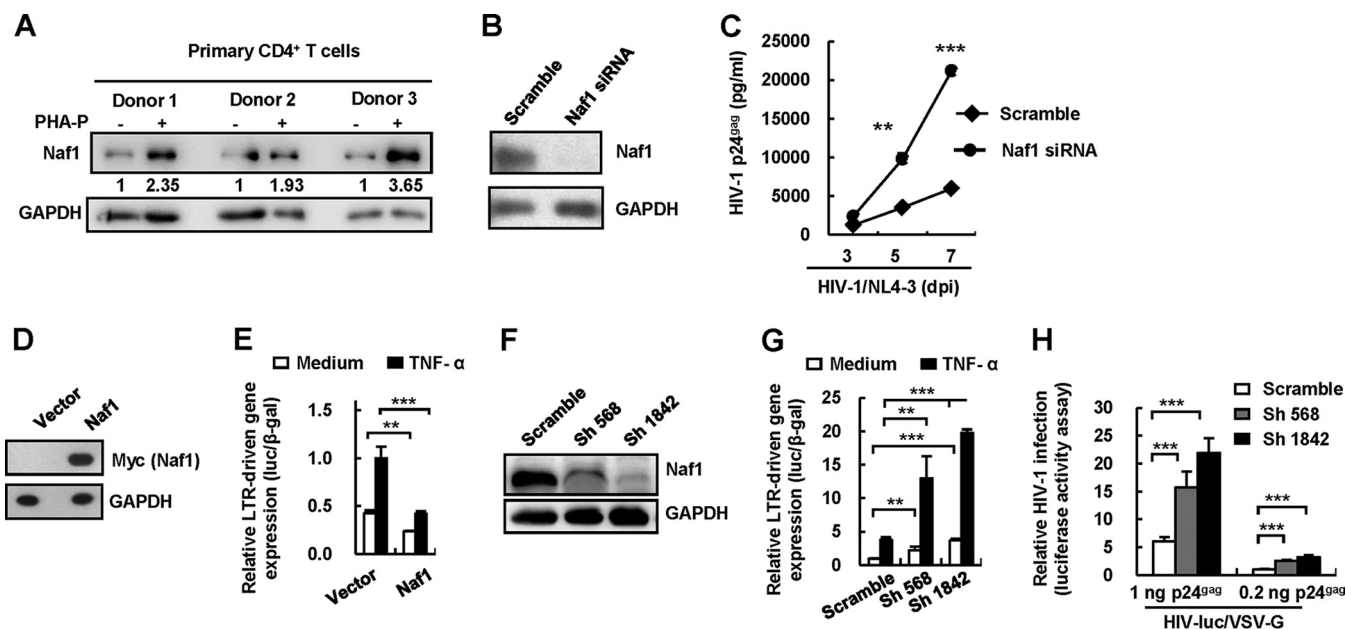 A
Primary CD4+ T cells
Donor 1 Donor 2 Donor 3
PHA-P - + - + - +
Naf1
1 2.35 1 1.93 1 3.65
GAPDH
B
Scramble
Naf1 siRNA
Naf1
GAPDH
C
HIV-1 p24gag (pg/ml)
25000
20000
15000
10000
5000
0
**
***
Scramble
Naf1 siRNA
3 5 7
HIV-1/NL4-3 (dpi)
D
Vector
Naf1
Myc (Naf1)
GAPDH
E
Medium TNF- α
Relative LTR-driven gene
expression (luc/β-gal)
1.5
1.0
0.5
0.0
***
**
Vector
Naf1
F
Scramble
Sh 568
Sh 1842
Naf1
GAPDH
G
Medium TNF- α
Relative LTR-driven gene
expression (luc/β-gal)
25
20
15
10
5
0
***
**
***
**
Scramble
Sh 568
Sh 1842
H
Scramble
Sh 568
Sh 1842
Relative HIV-1 infection
(luciferase activity assay)
30
25
20
15
10
5
0
***
***
***
***
1 ng p24gag 0.2 ng p24gag
HIV-luc/VSV-G